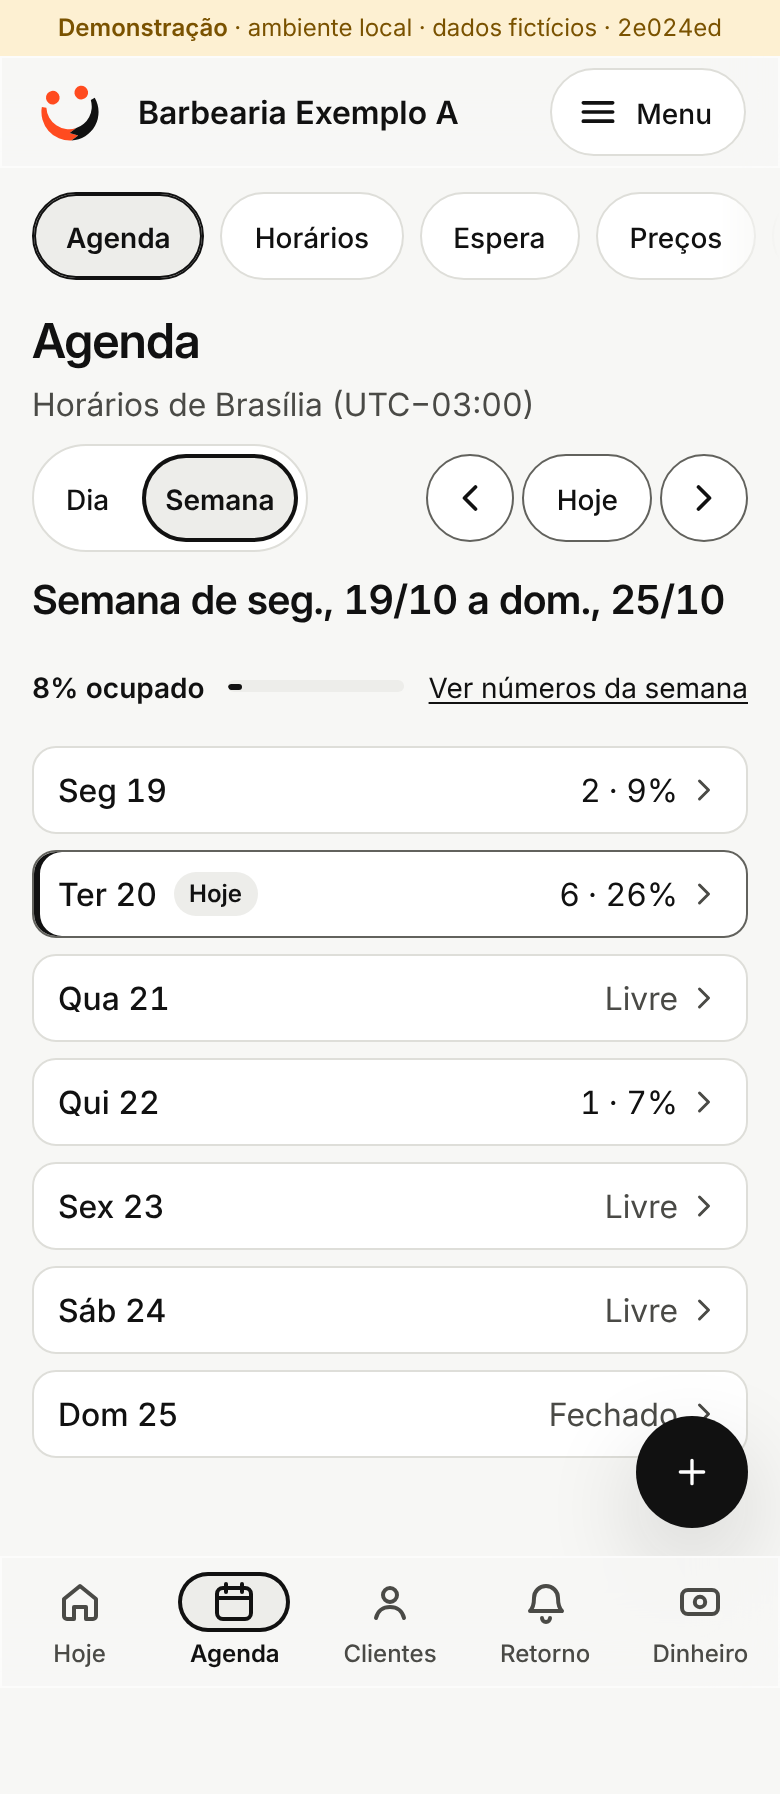 Demonstração · ambiente local · dados fictícios · 2e024ed
Barbearia Exemplo A
Menu
Agenda
Horários
Espera
Preços
Agenda
Horários de Brasília (UTC−03:00)
Dia
Semana
Hoje
Semana de seg., 19/10 a dom., 25/10
8% ocupado
Ver números da semana
Seg 19 2 · 9%
Ter 20 Hoje 6 · 26%
Qua 21 Livre
Qui 22 1 · 7%
Sex 23 Livre
Sáb 24 Livre
Dom 25 Fechado
Hoje
Agenda
Clientes
Retorno
Dinheiro